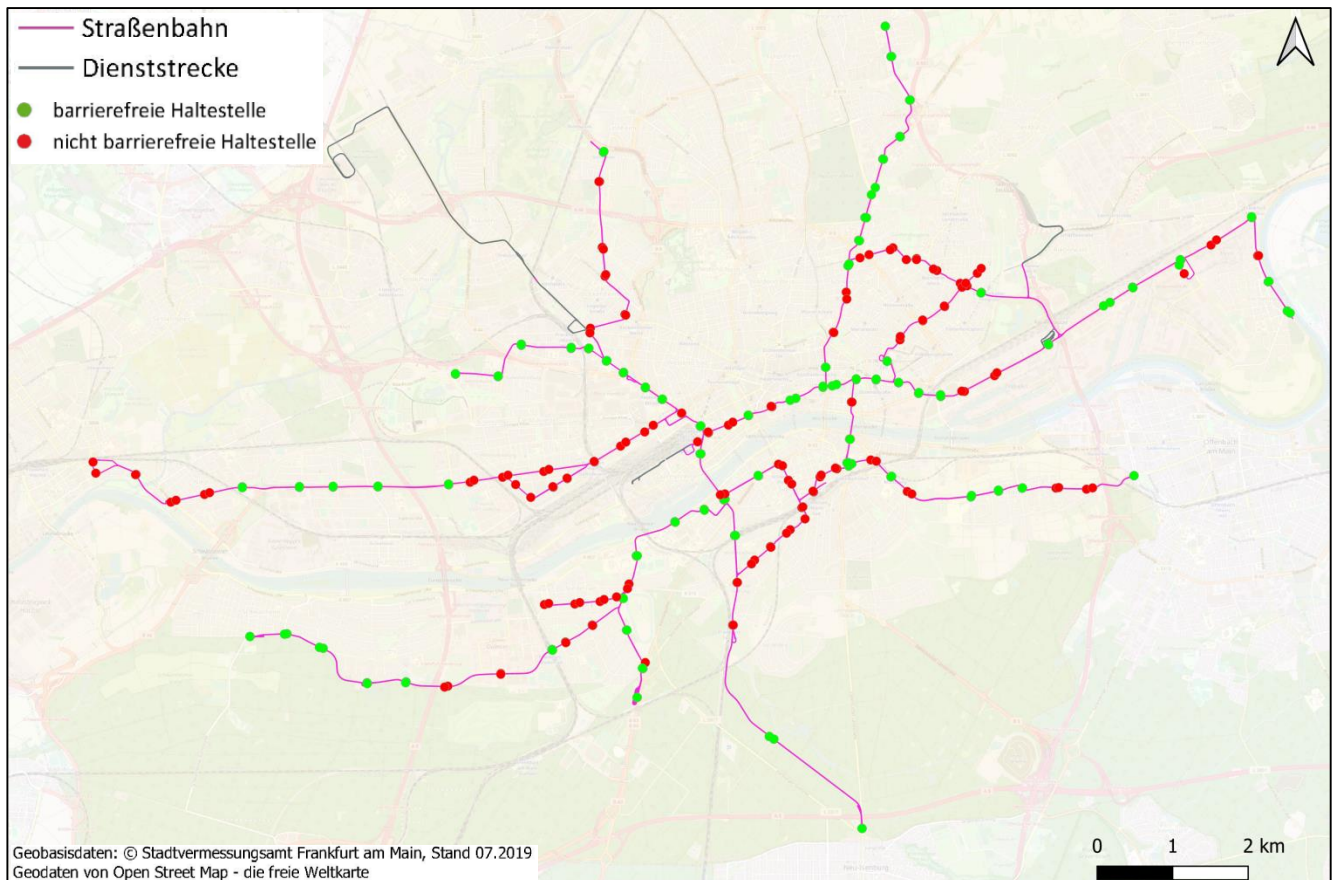 Straßenbahn
Dienststrecke
barrierefreie Haltestelle
nicht barrierefreie Haltestelle
Geobasisdaten: © Stadtvermessungsamt Frankfurt am Main, Stand 07.2019
Geodaten von Open Street Map - die freie Weltkarte
0 1 2 km